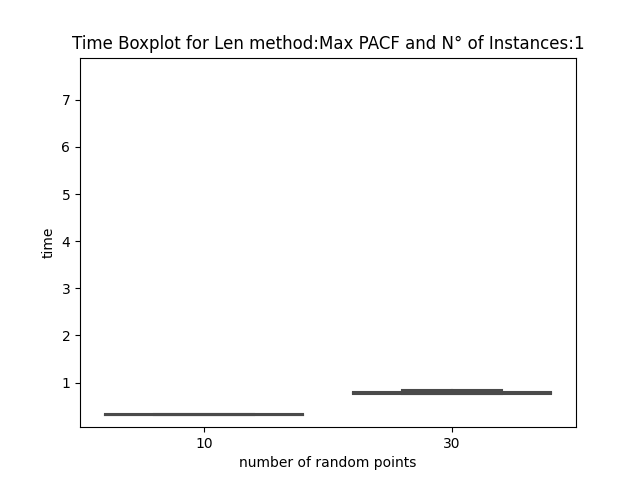 Time Boxplot for Len method:Max PACF and N° of Instances:1
7
6
5
4
3
2
1
time
10 30
number of random points